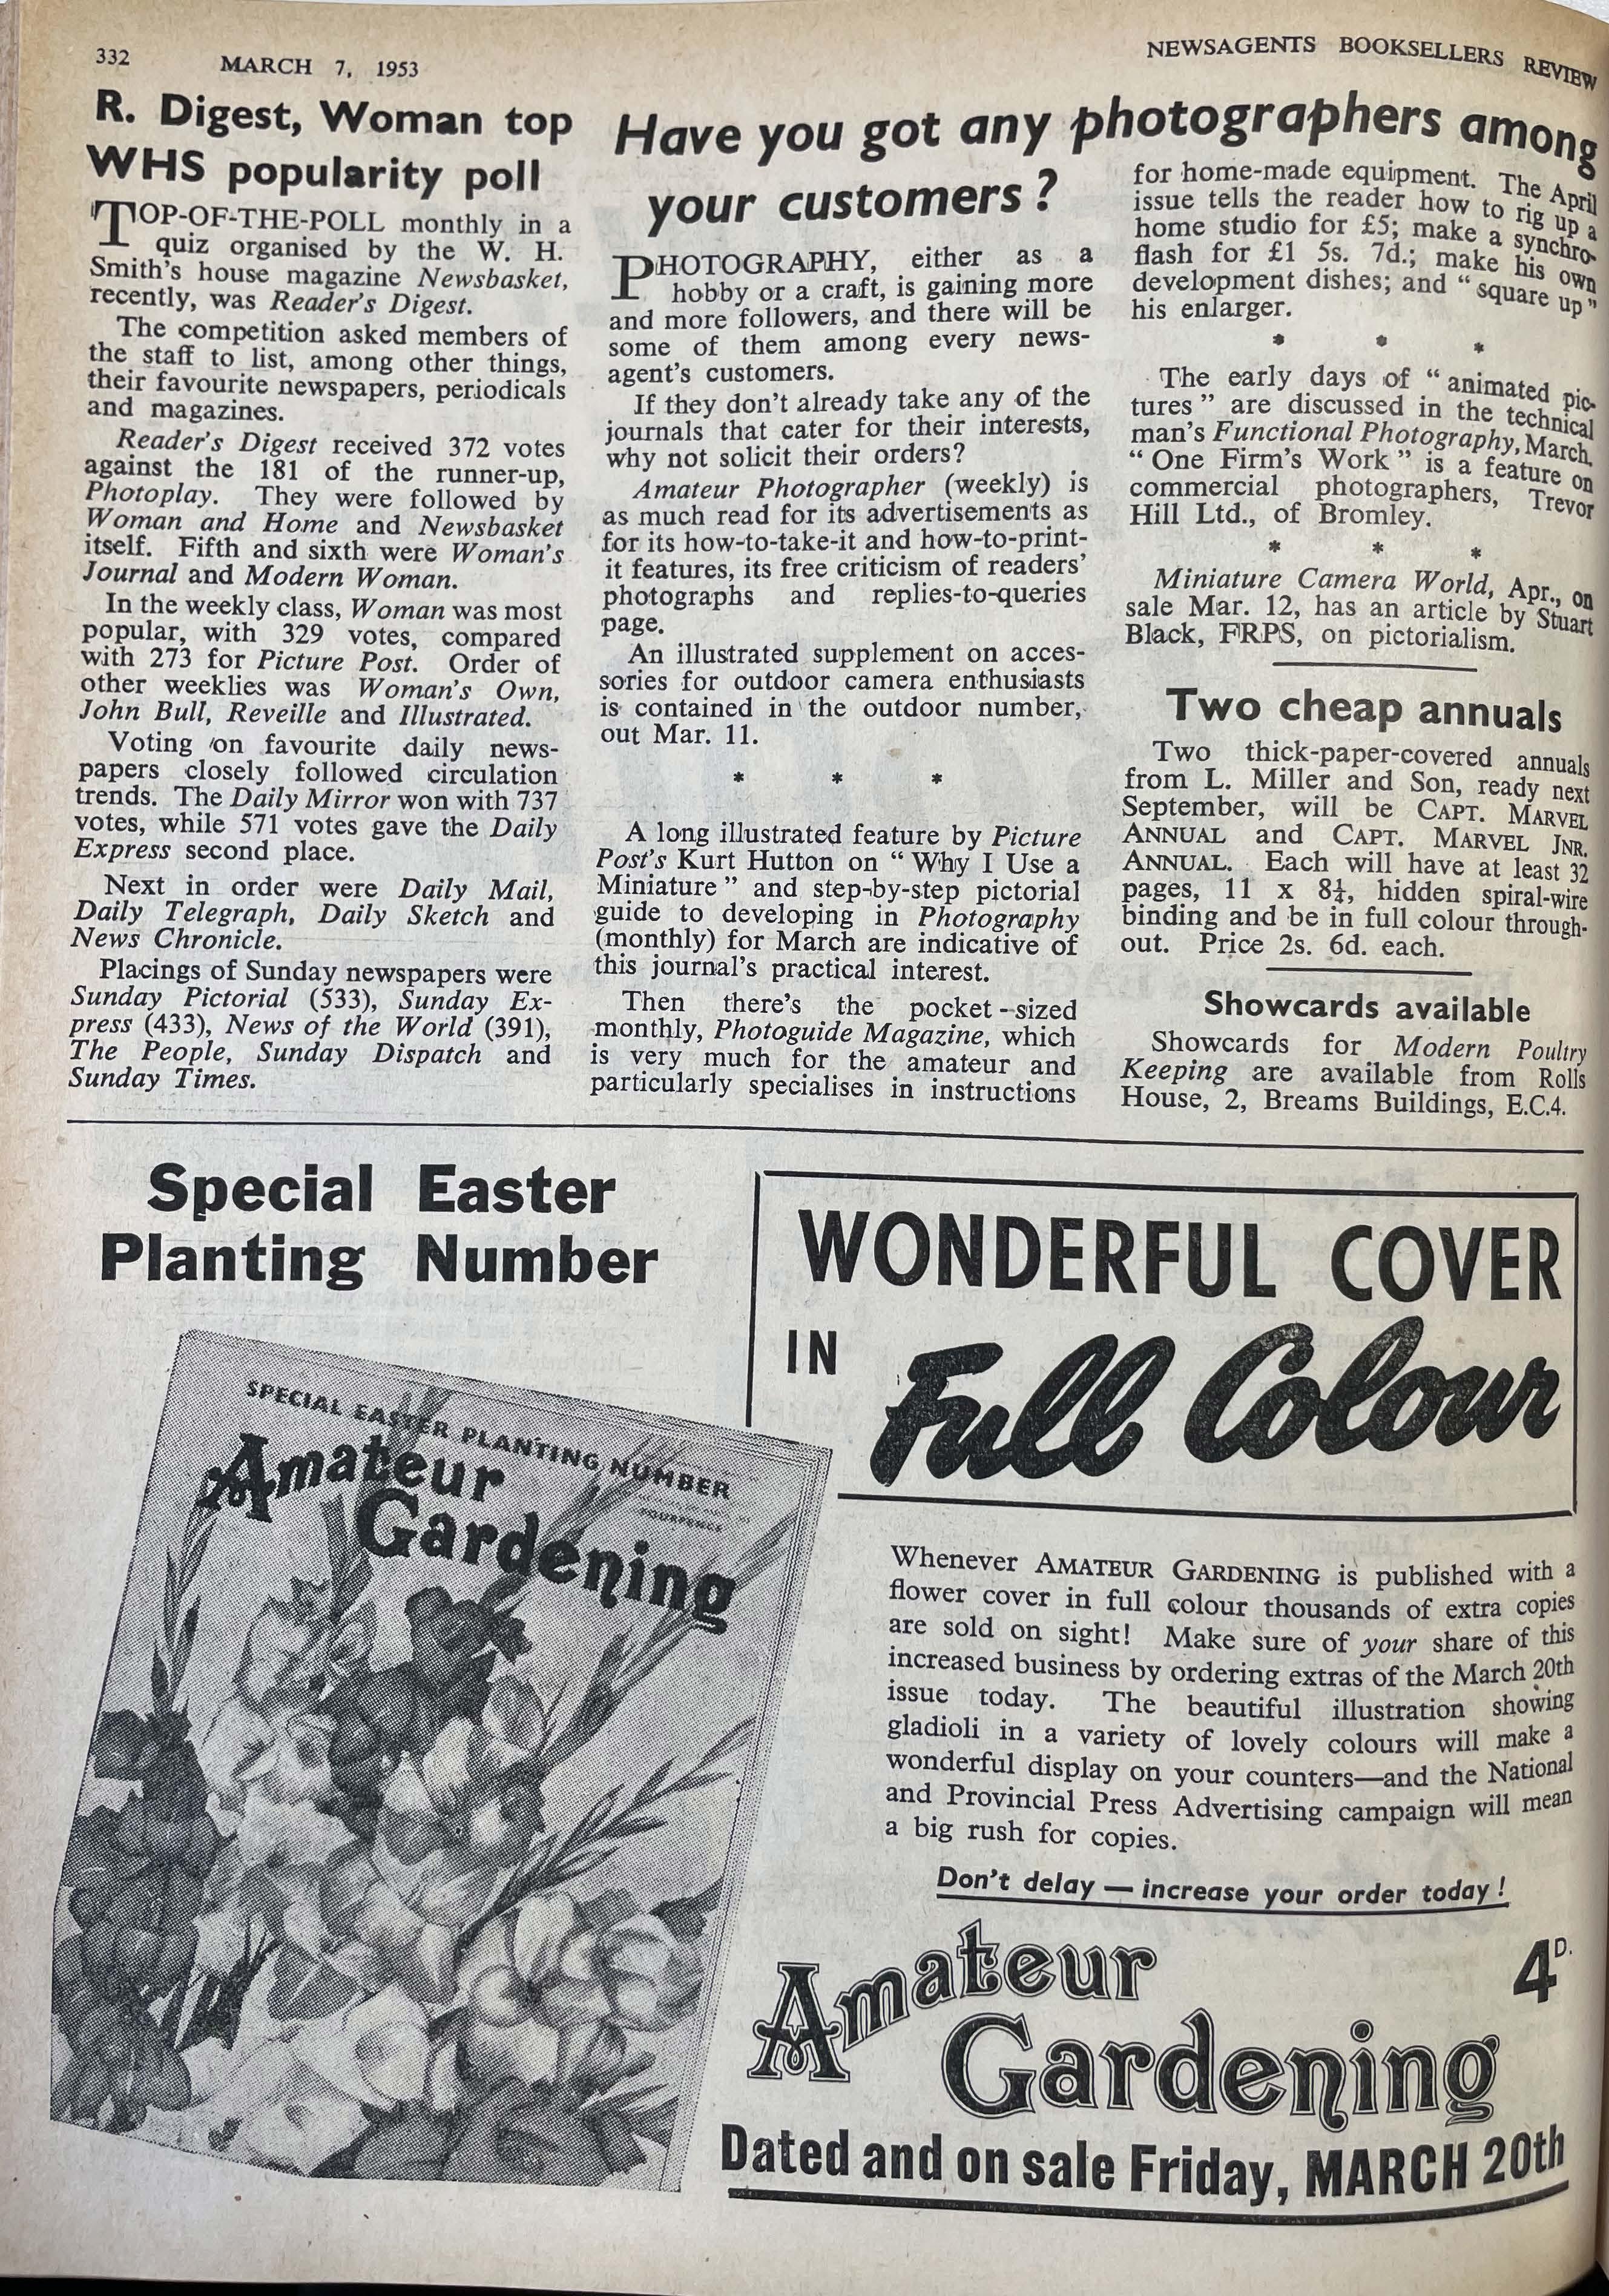 332 MARCH 7, 1953 NEWSAGENTS BOOKSELLERS REVIEW
R. Digest, Woman top
WHS popularity poll
TOP-OF-THE-POLL monthly in a
quiz organised by the W. H.
Smith's house magazine Newsbasket,
recently, was Reader's Digest.
The competition asked members of
the staff to list, among other things,
their favourite newspapers, periodicals
and magazines.
Reader's Digest received 372 votes
against the 181 of the runner-up,
Photoplay. They were followed by
Woman and Home and Newsbasket
itself. Fifth and sixth were Woman's
Journal and Modern Woman.
In the weekly class, Woman was most
popular, with 329 votes, compared
with 273 for Picture Post. Order of
other weeklies was Woman's Own,
John Bull, Reveille and Illustrated.
Voting on favourite daily news-
papers closely followed circulation
trends. The Daily Mirror won with 737
votes, while 571 votes gave the Daily
Express second place.
Next in order were Daily Mail,
Daily Telegraph, Daily Sketch and
News Chronicle.
Placings of Sunday newspapers were
Sunday Pictorial (533), Sunday Ex-
press (433), News of the World (391),
The People, Sunday Dispatch and
Sunday Times.
Have you got any photographers among
your customers?
PHOTOGRAPHY, either as a
hobby or a craft, is gaining more
and more followers, and there will be
some of them among every news-
agent's customers.
If they don't already take any of the
journals that cater for their interests,
why not solicit their orders?
Amateur Photographer (weekly) is
as much read for its advertisements as
for its how-to-take-it and how-to-print-
it features, its free criticism of readers'
photographs and replies-to-queries
page.
An illustrated supplement on acces-
sories for outdoor camera enthusiasts
is contained in the outdoor number,
out Mar. 11.
* * *
A long illustrated feature by Picture
Post's Kurt Hutton on "Why I Use a
Miniature" and step-by-step pictorial
guide to developing in Photography
(monthly) for March are indicative of
this journal's practical interest.
Then there's the pocket-sized
monthly, Photoguide Magazine, which
is very much for the amateur and
particularly specialises in instructions
for home-made equipment. The April
issue tells the reader how to rig up a
home studio for £5; make a synchro-
flash for £1 5s. 7d.; make his own
development dishes; and "square up"
his enlarger.
* * *
The early days of "animated pic-
tures" are discussed in the technical
man's Functional Photography, March.
"One Firm's Work" is a feature on
commercial photographers, Trevor
Hill Ltd., of Bromley.
* * *
Miniature Camera World, Apr., on
sale Mar. 12, has an article by Stuart
Black, FRPS, on pictorialism.
Two cheap annuals
Two thick-paper-covered annuals
from L. Miller and Son, ready next
September, will be CAPT. MARVEL
ANNUAL and CAPT. MARVEL JNR.
ANNUAL. Each will have at least 32
pages, 11 x 8¼, hidden spiral-wire
binding and be in full colour through-
out. Price 2s. 6d. each.
Showcards available
Showcards for Modern Poultry
Keeping are available from Rolls
House, 2, Breams Buildings, E.C.4.
Special Easter
Planting Number
SPECIAL EASTER PLANTING NUMBER
Amateur
Gardening
FOURPENCE
WONDERFUL COVER
IN
Full Colour
Whenever AMATEUR GARDENING is published with a
flower cover in full colour thousands of extra copies
are sold on sight! Make sure of your share of this
increased business by ordering extras of the March 20th
issue today. The beautiful illustration showing
gladioli in a variety of lovely colours will make a
wonderful display on your counters—and the National
and Provincial Press Advertising campaign will mean
a big rush for copies.
Don't delay — increase your order today!
Amateur
Gardening
4D.
Dated and on sale Friday, MARCH 20th